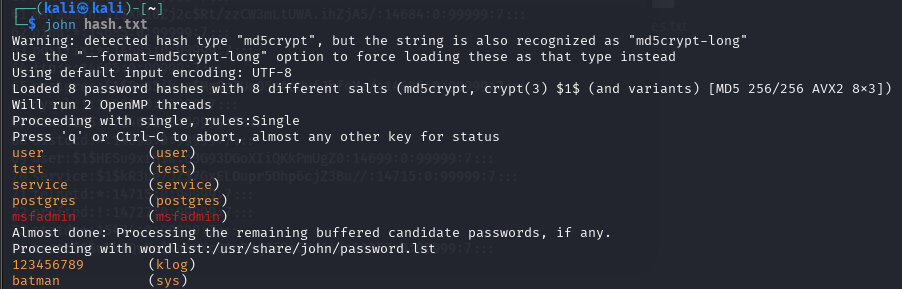 ┌──(kali㉿kali)-[~]
└─$ john hash.txt
Warning: detected hash type "md5crypt", but the string is also recognized as "md5crypt-long"
Use the "--format=md5crypt-long" option to force loading these as that type instead
Using default input encoding: UTF-8
Loaded 8 password hashes with 8 different salts (md5crypt, crypt(3) $1$ (and variants) [MD5 256/256 AVX2 8×3])
Will run 2 OpenMP threads
Proceeding with single, rules:Single
Press 'q' or Ctrl-C to abort, almost any other key for status
user (user)
test (test)
service (service)
postgres (postgres)
msfadmin (msfadmin)
Almost done: Processing the remaining buffered candidate passwords, if any.
Proceeding with wordlist:/usr/share/john/password.lst
123456789 (klog)
batman (sys)